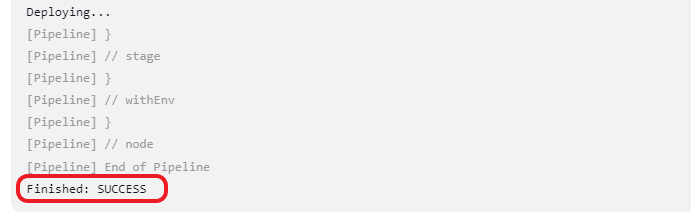 Deploying...
[Pipeline] }
[Pipeline] // stage
[Pipeline] }
[Pipeline] // withEnv
[Pipeline] }
[Pipeline] // node
[Pipeline] End of Pipeline
Finished: SUCCESS